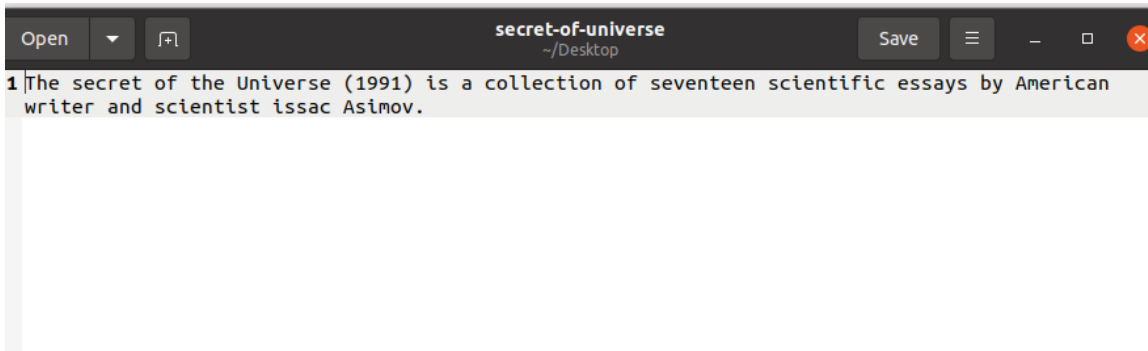 Open
secret-of-universe
~/Desktop
Save
1 The secret of the Universe (1991) is a collection of seventeen scientific essays by American
writer and scientist issac Asimov.